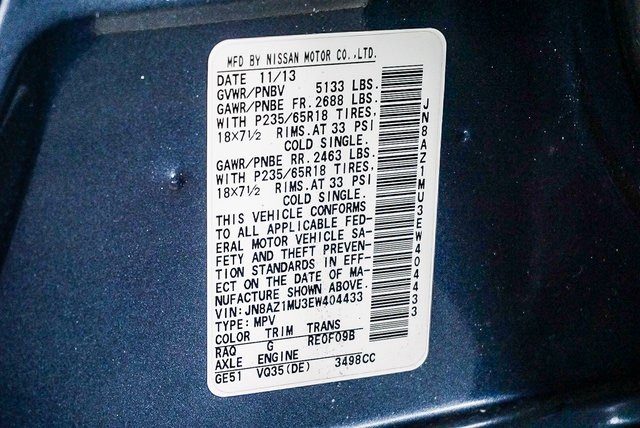 MFD BY NISSAN MOTOR CO.,LTD.
DATE 11/13
GVWR/PNBV 5133 LBS.
GAWR/PNBE FR. 2688 LBS.
WITH P235/65R18 TIRES,
18X7½ RIMS.AT 33 PSI
COLD SINGLE.
GAWR/PNBE RR. 2463 LBS.
WITH P235/65R18 TIRES,
18X7½ RIMS.AT 33 PSI
COLD SINGLE.
THIS VEHICLE CONFORMS
TO ALL APPLICABLE FED-
ERAL MOTOR VEHICLE SA-
FETY AND THEFT PREVEN-
TION STANDARDS IN EFF-
ECT ON THE DATE OF MA-
NUFACTURE SHOWN ABOVE.
VIN:JN8AZ1MU3EW404433
TYPE:MPV
COLOR TRIM TRANS
RAQ G RE0F09B
AXLE ENGINE
GE51 VQ35(DE) 3498CC
JN8AZ1MU3EW404433